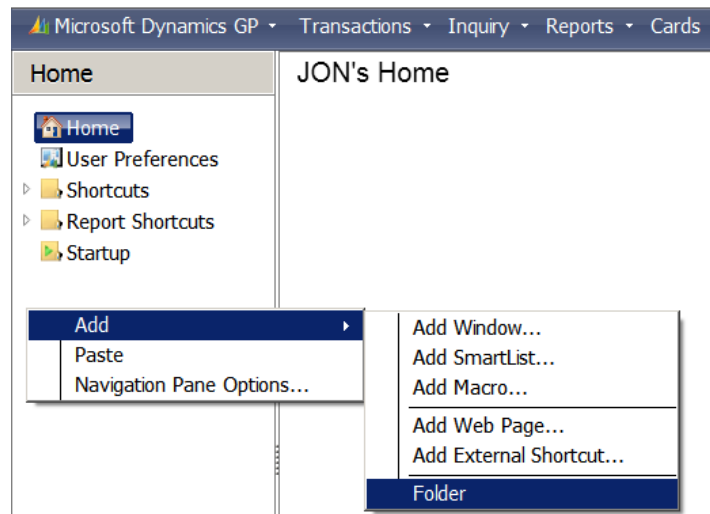 Microsoft Dynamics GP Transactions Inquiry Reports Cards
Home
JON's Home
Home
User Preferences
Shortcuts
Report Shortcuts
Startup
Add
Paste
Navigation Pane Options...
Add Window...
Add SmartList...
Add Macro...
Add Web Page...
Add External Shortcut...
Folder